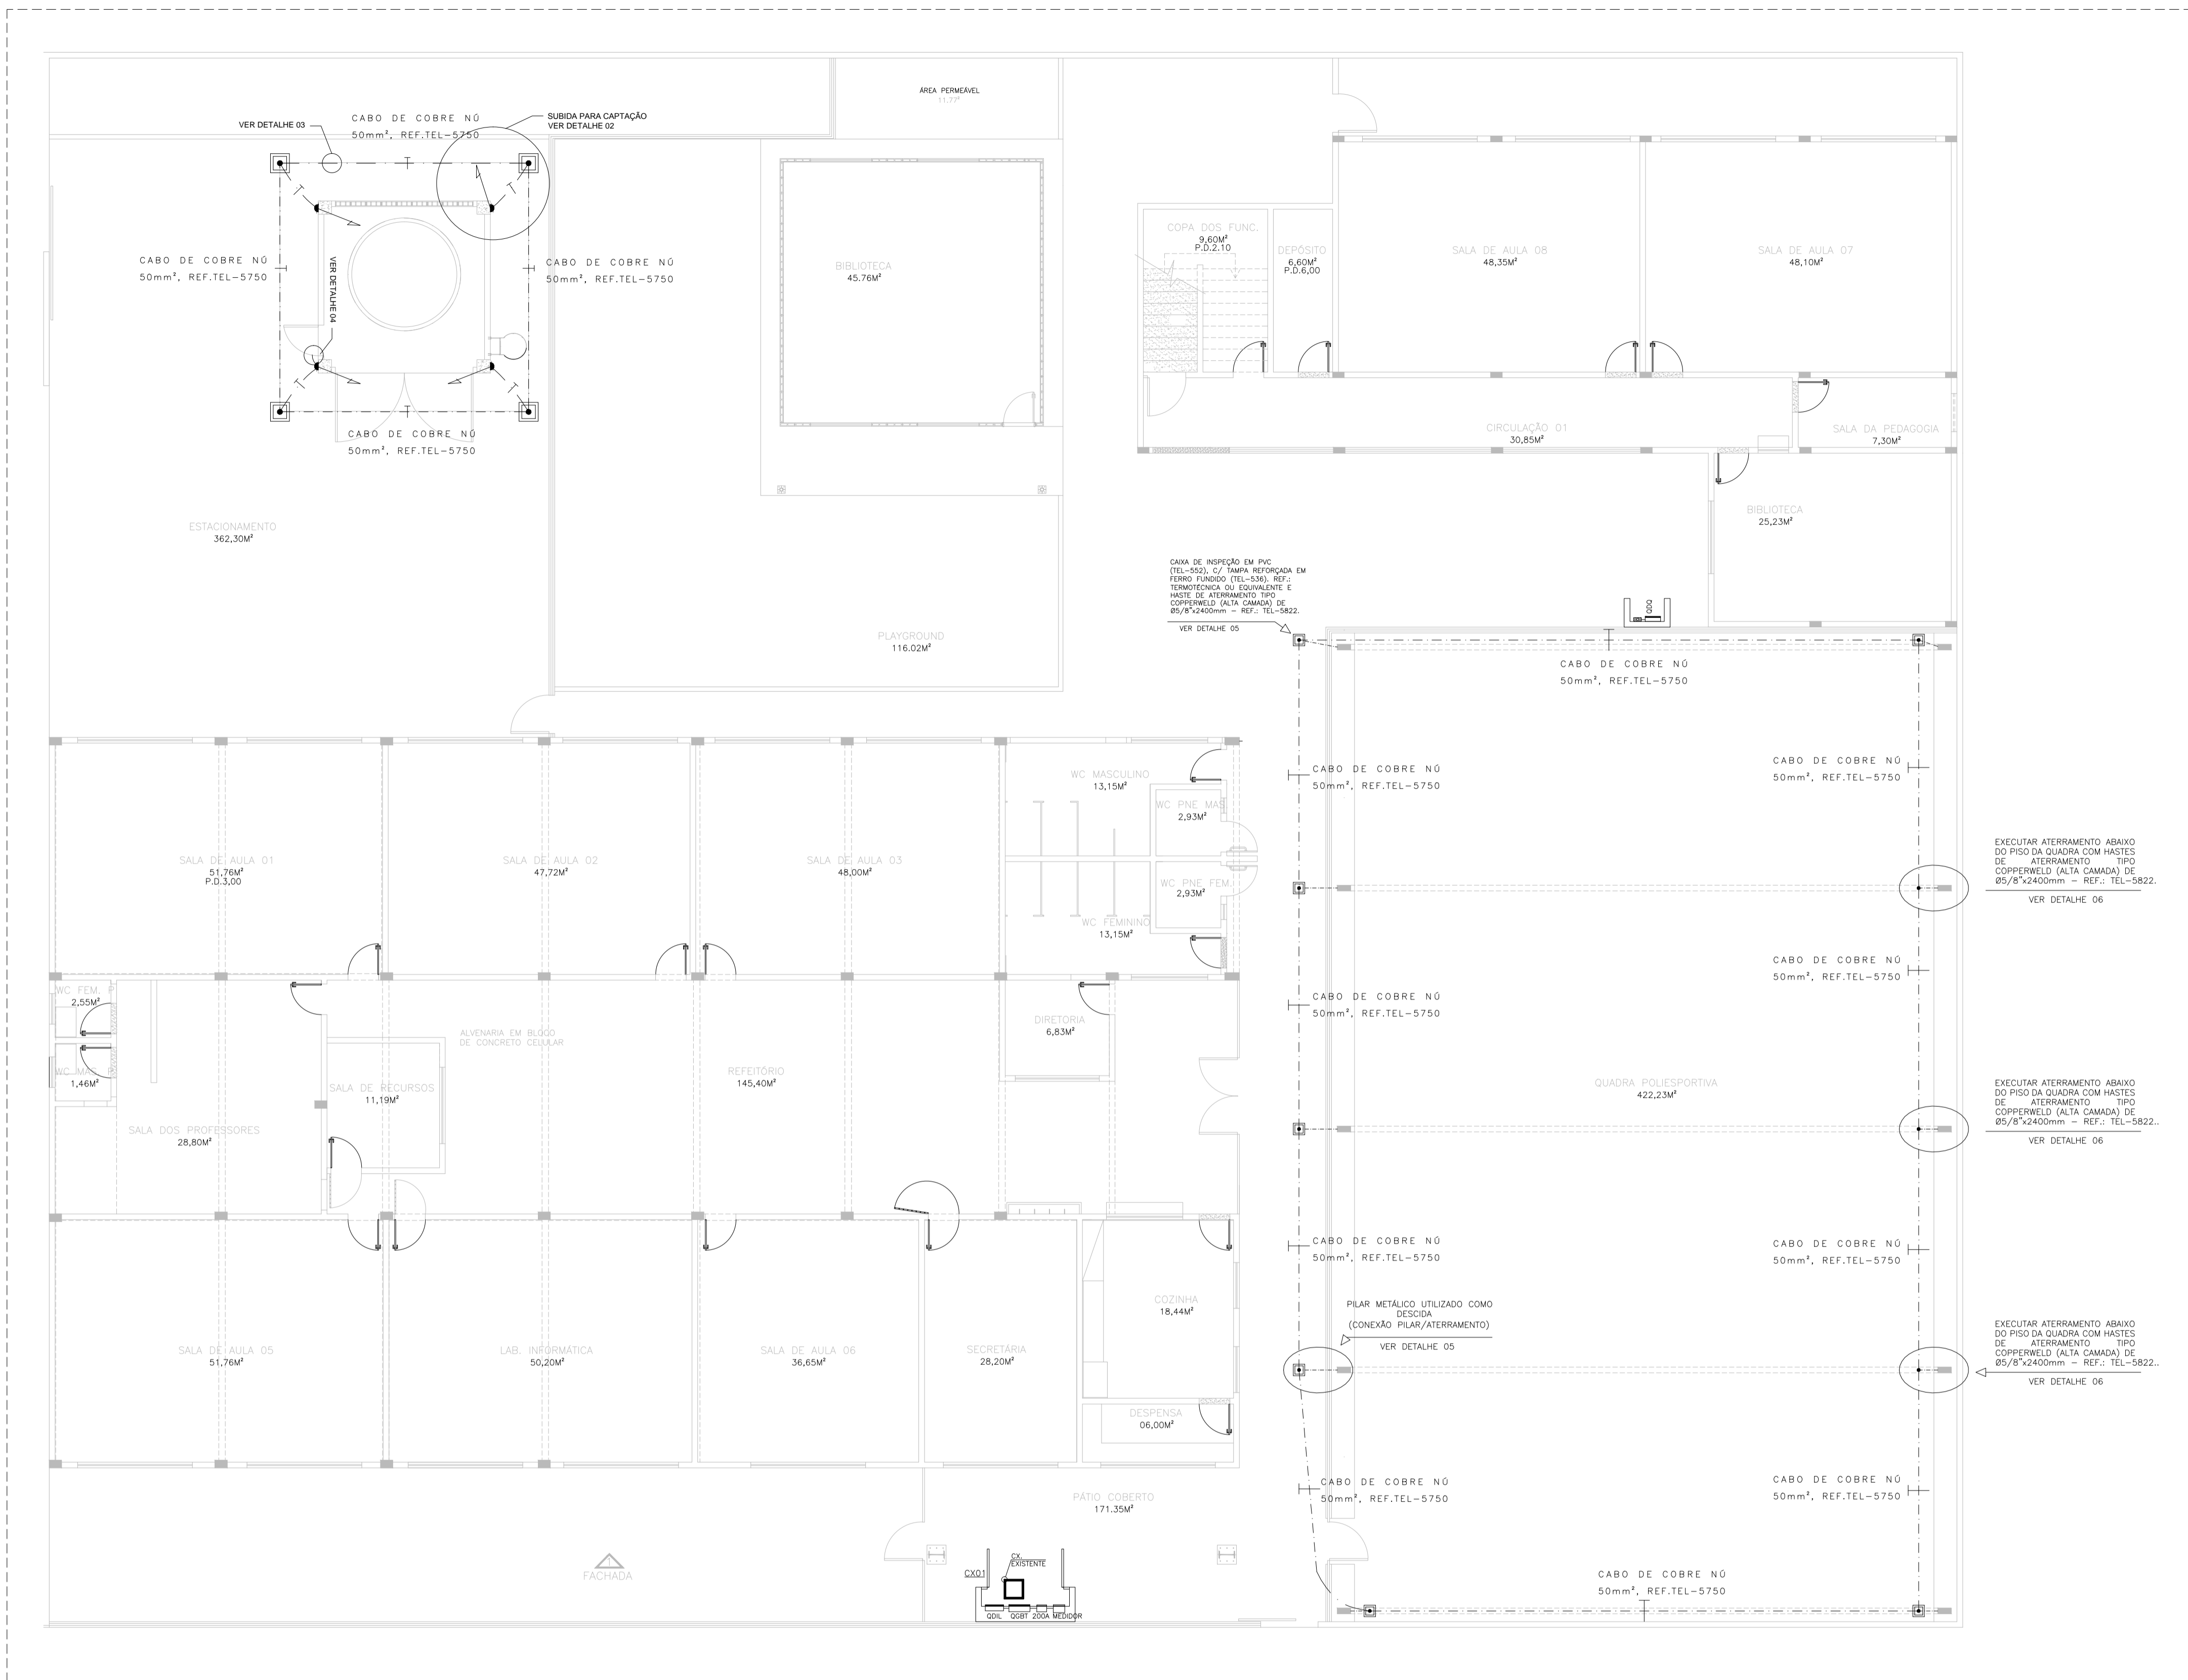 ÁREA PERMEÁVEL
11.77²
VER DETALHE 03
CABO DE COBRE NÚ
50mm², REF.TEL-5750
SUBIDA PARA CAPTAÇÃO
VER DETALHE 02
CABO DE COBRE NÚ
50mm², REF.TEL-5750
VER DETALHE 04
CABO DE COBRE NÚ
50mm², REF.TEL-5750
CABO DE COBRE NÚ
50mm², REF.TEL-5750
BIBLIOTECA
45.76M²
COPA DOS FUNC.
9,60M²
P.D.2.10
DEPÓSITO
6,60M²
P.D.6,00
SALA DE AULA 08
48,35M²
SALA DE AULA 07
48,10M²
CIRCULAÇÃO 01
30,85M²
SALA DA PEDAGOGIA
7,30M²
BIBLIOTECA
25,23M²
ESTACIONAMENTO
362,30M²
PLAYGROUND
116.02M²
CAIXA DE INSPEÇÃO EM PVC
(TEL-552), C/ TAMPA REFORÇADA EM
FERRO FUNDIDO (TEL-536). REF.:
TERMOTÉCNICA OU EQUIVALENTE E
HASTE DE ATERRAMENTO TIPO
COPPERWELD (ALTA CAMADA) DE
Ø5/8"x2400mm - REF.: TEL-5822.
VER DETALHE 05
QDQ
CABO DE COBRE NÚ
50mm², REF.TEL-5750
CABO DE COBRE NÚ
50mm², REF.TEL-5750
CABO DE COBRE NÚ
50mm², REF.TEL-5750
SALA DE AULA 01
51,76M²
P.D.3,00
SALA DE AULA 02
47,72M²
SALA DE AULA 03
48,00M²
WC MASCULINO
13,15M²
WC PNE MAS.
2,93M²
WC PNE FEM.
2,93M²
WC FEMININO
13,15M²
EXECUTAR ATERRAMENTO ABAIXO
DO PISO DA QUADRA COM HASTES
DE ATERRAMENTO TIPO
COPPERWELD (ALTA CAMADA) DE
Ø5/8"x2400mm - REF.: TEL-5822.
VER DETALHE 06
CABO DE COBRE NÚ
50mm², REF.TEL-5750
CABO DE COBRE NÚ
50mm², REF.TEL-5750
WC FEM. P
2,55M²
WC MAS. P
1,46M²
ALVENARIA EM BLOCO
DE CONCRETO CELULAR
SALA DE RECURSOS
11,19M²
SALA DOS PROFESSORES
28,80M²
REFEITÓRIO
145,40M²
DIRETORIA
6,83M²
QUADRA POLIESPORTIVA
422,23M²
EXECUTAR ATERRAMENTO ABAIXO
DO PISO DA QUADRA COM HASTES
DE ATERRAMENTO TIPO
COPPERWELD (ALTA CAMADA) DE
Ø5/8"x2400mm - REF.: TEL-5822..
VER DETALHE 06
CABO DE COBRE NÚ
50mm², REF.TEL-5750
CABO DE COBRE NÚ
50mm², REF.TEL-5750
PILAR METÁLICO UTILIZADO COMO
DESCIDA
(CONEXÃO PILAR/ATERRAMENTO)
VER DETALHE 05
EXECUTAR ATERRAMENTO ABAIXO
DO PISO DA QUADRA COM HASTES
DE ATERRAMENTO TIPO
COPPERWELD (ALTA CAMADA) DE
Ø5/8"x2400mm - REF.: TEL-5822..
VER DETALHE 06
SALA DE AULA 05
51,76M²
LAB. INFORMÁTICA
50,20M²
SALA DE AULA 06
36,65M²
SECRETÁRIA
28,20M²
COZINHA
18,44M²
DESPENSA
06,00M²
CABO DE COBRE NÚ
50mm², REF.TEL-5750
CABO DE COBRE NÚ
50mm², REF.TEL-5750
PÁTIO COBERTO
171.35M²
FACHADA
CX01
CX.
EXISTENTE
QDIL QGBT 200A MEDIDOR
CABO DE COBRE NÚ
50mm², REF.TEL-5750